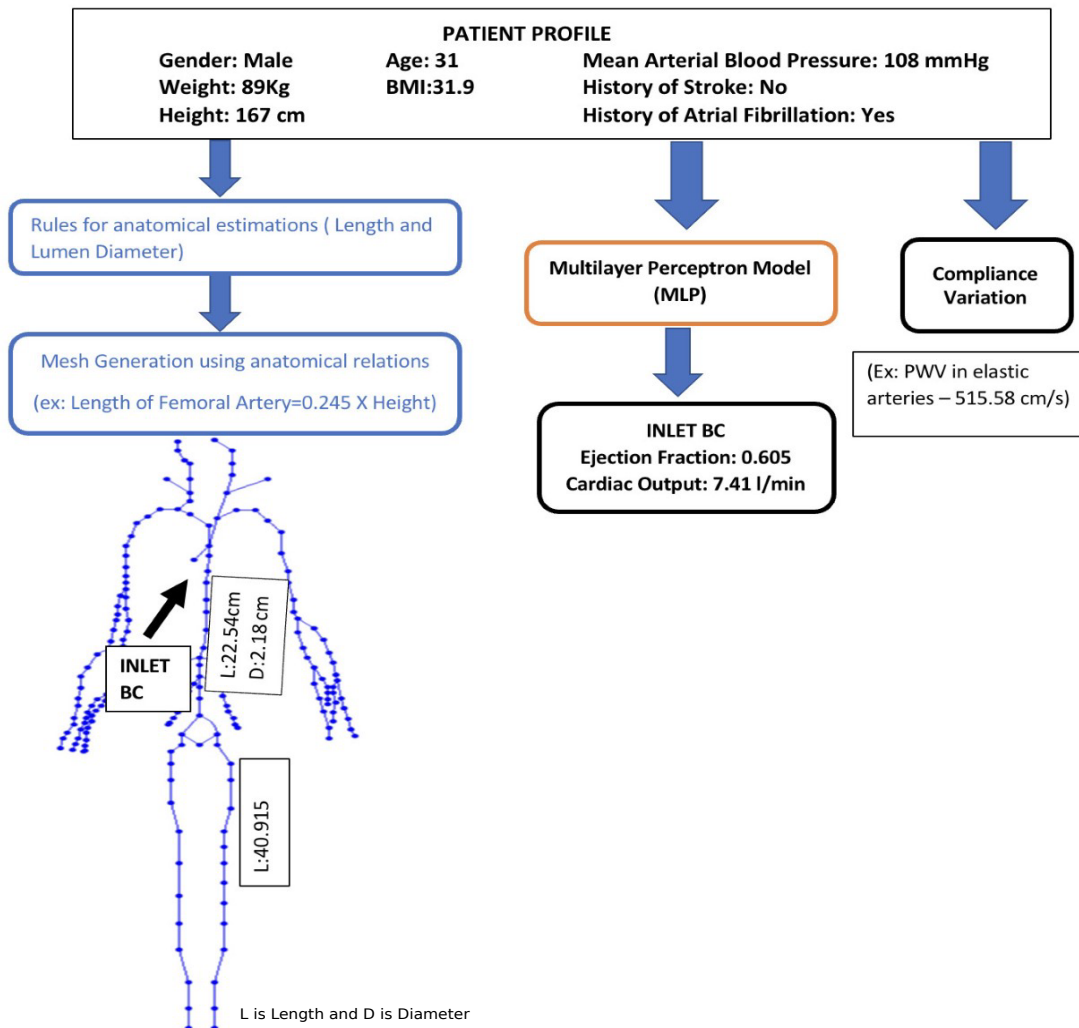 PATIENT PROFILE
Gender: Male Age: 31 Mean Arterial Blood Pressure: 108 mmHg
Weight: 89Kg BMI:31.9 History of Stroke: No
Height: 167 cm History of Atrial Fibrillation: Yes
Rules for anatomical estimations ( Length and
Lumen Diameter)
Mesh Generation using anatomical relations
(ex: Length of Femoral Artery=0.245 X Height)
Multilayer Perceptron Model
(MLP)
INLET BC
Ejection Fraction: 0.605
Cardiac Output: 7.41 l/min
Compliance
Variation
(Ex: PWV in elastic
arteries – 515.58 cm/s)
L:22.54cm
D:2.18 cm
INLET
BC
L:40.915
L is Length and D is Diameter